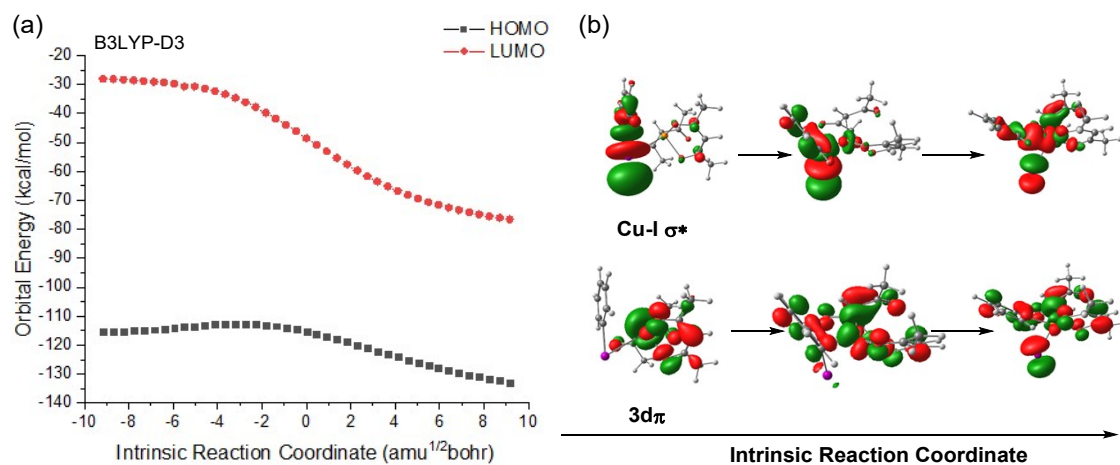 (a)
B3LYP-D3
HOMO
LUMO
-20
-30
-40
-50
-60
-70
-80
-90
-100
-110
-120
-130
-140
Orbital Energy (kcal/mol)
-10 -8 -6 -4 -2 0 2 4 6 8 10
Intrinsic Reaction Coordinate (amu¹/²bohr)
(b)
Cu-I σ*
3dπ
Intrinsic Reaction Coordinate